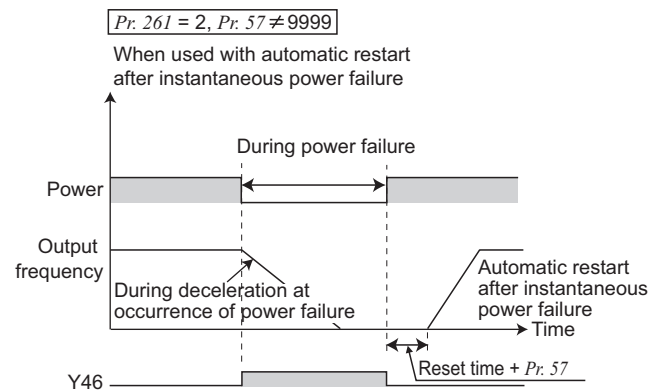 Pr. 261 = 2, Pr. 57 ≠ 9999
When used with automatic restart
after instantaneous power failure
During power failure
Power
Output
frequency
During deceleration at
occurrence of power failure
Automatic restart
after instantaneous
power failure
Time
Reset time + Pr. 57
Y46